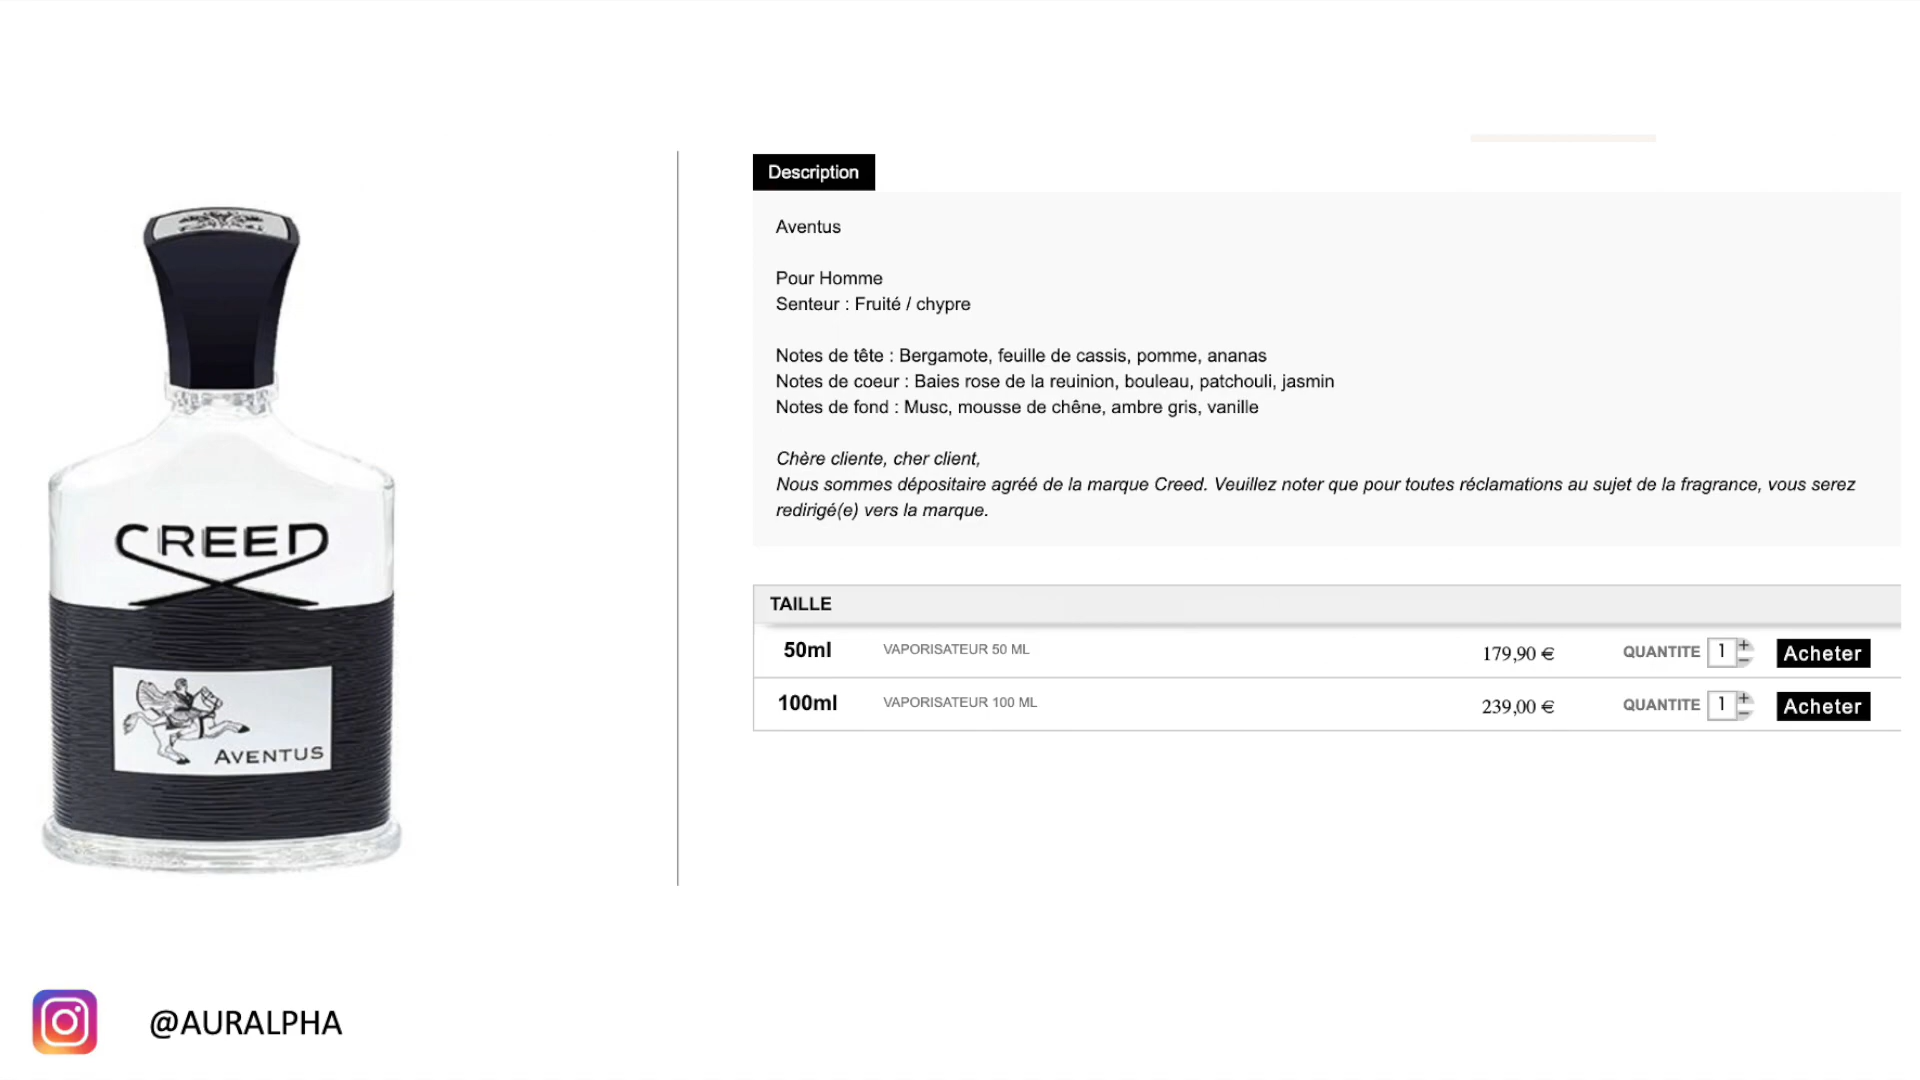 CREED
AVENTUS
Description
Aventus
Pour Homme
Senteur : Fruité / chypre
Notes de tête : Bergamote, feuille de cassis, pomme, ananas
Notes de coeur : Baies rose de la reuinion, bouleau, patchouli, jasmin
Notes de fond : Musc, mousse de chêne, ambre gris, vanille
Chère cliente, cher client,
Nous sommes dépositaire agréé de la marque Creed. Veuillez noter que pour toutes réclamations au sujet de la fragrance, vous serez
redirigé(e) vers la marque.
TAILLE
50ml VAPORISATEUR 50 ML 179,90 € QUANTITE 1 + − Acheter
100ml VAPORISATEUR 100 ML 239,00 € QUANTITE 1 + − Acheter
@AURALPHA